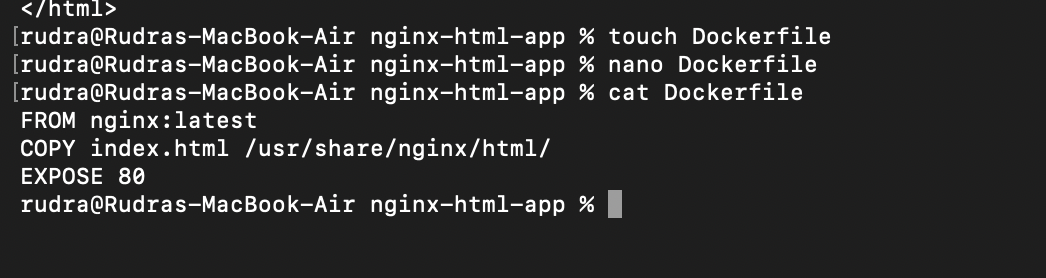 </html>
[rudra@Rudras-MacBook-Air nginx-html-app % touch Dockerfile
[rudra@Rudras-MacBook-Air nginx-html-app % nano Dockerfile
[rudra@Rudras-MacBook-Air nginx-html-app % cat Dockerfile
FROM nginx:latest
COPY index.html /usr/share/nginx/html/
EXPOSE 80
rudra@Rudras-MacBook-Air nginx-html-app %